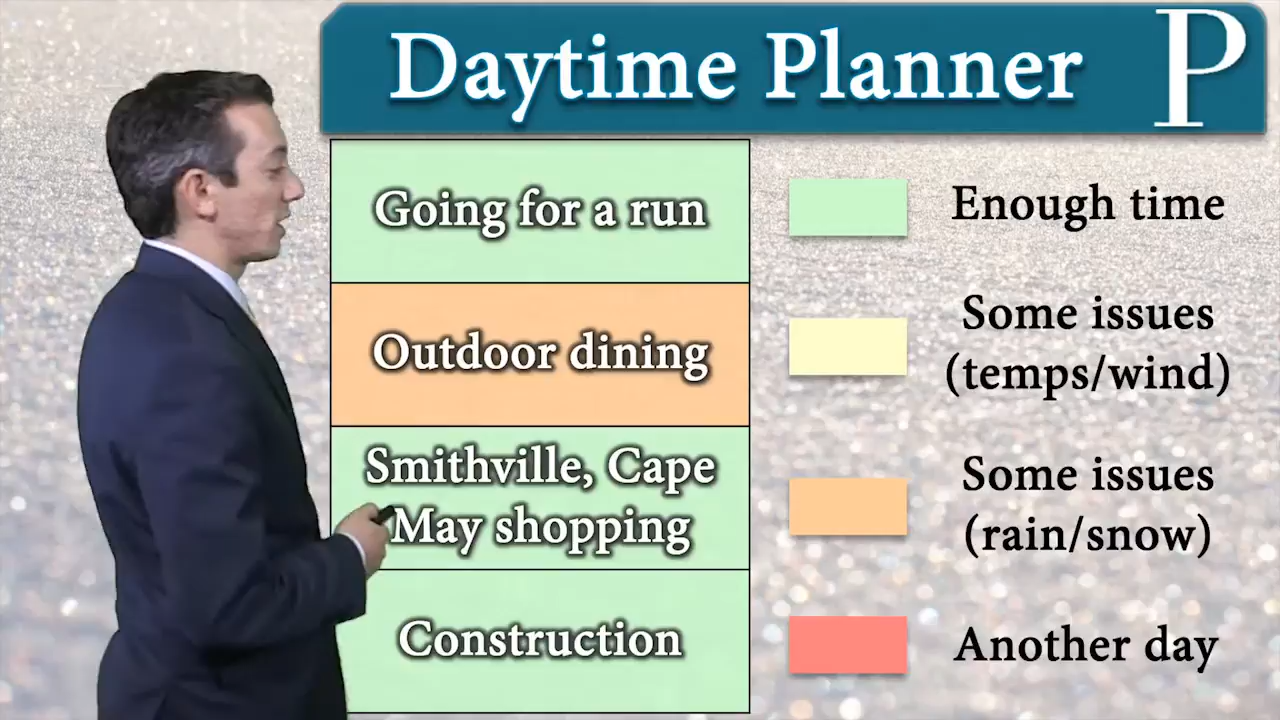 Daytime Planner
P
Going for a run
Outdoor dining
Smithville, Cape
May shopping
Construction
Enough time
Some issues
(temps/wind)
Some issues
(rain/snow)
Another day